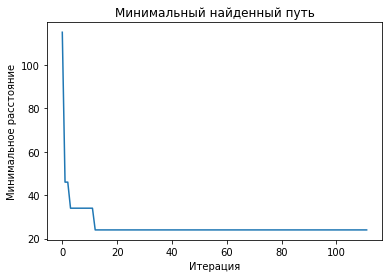 Минимальный найденный путь
Минимальное расстояние
100
80
60
40
20
0 20 40 60 80 100
Итерация